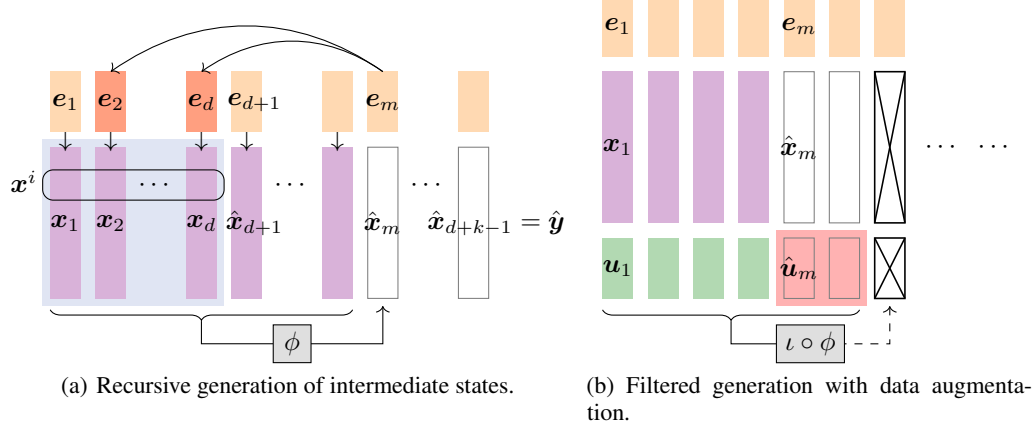 e_1 e_2 e_d e_{d+1} e_m
x^i ...
x_1 x_2 x_d x̂_{d+1} ... x̂_m ... x̂_{d+k−1} = ŷ
ϕ
(a) Recursive generation of intermediate states.
e_1 e_m
x_1 x̂_m ... ...
u_1 û_m
ι ∘ ϕ
(b) Filtered generation with data augmenta-
tion.